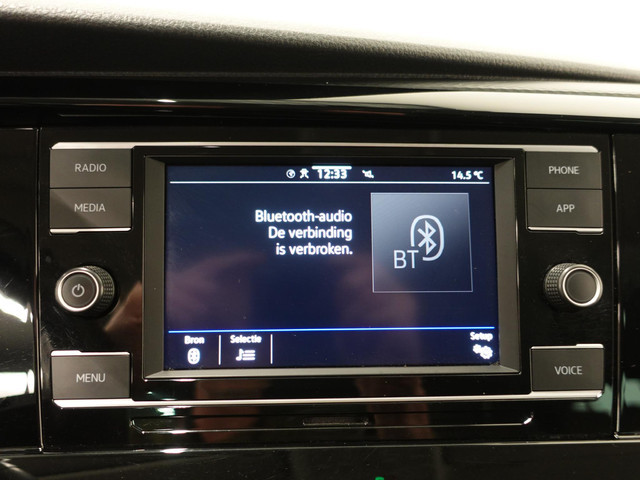 RADIO
MEDIA
MENU
12:33
14.5 °C
Bluetooth-audio
De verbinding
is verbroken.
BT
Bron
Selectie
Setup
PHONE
APP
VOICE